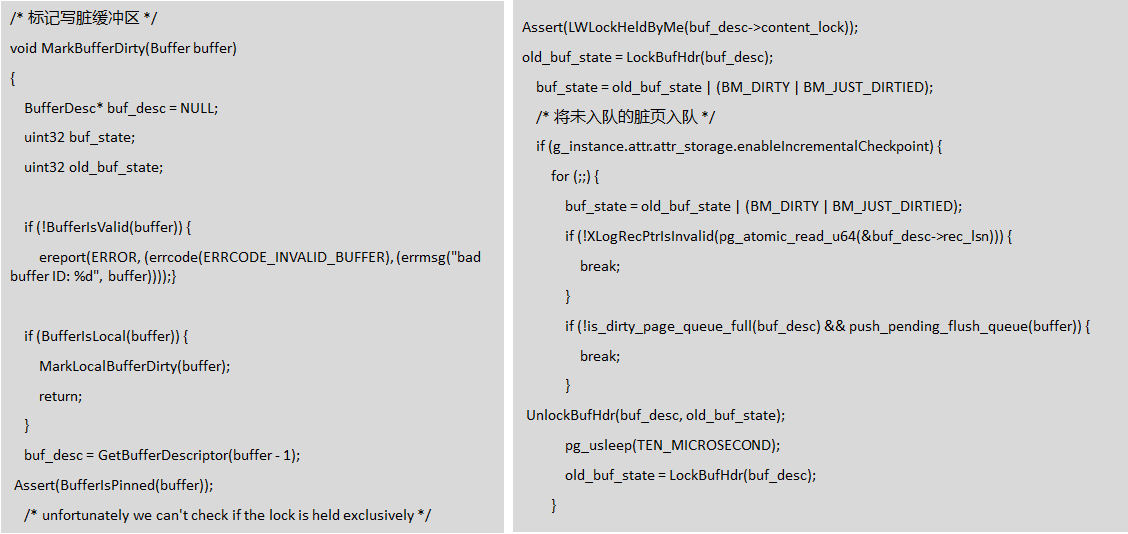 /* 标记写脏缓冲区 */
void MarkBufferDirty(Buffer buffer)
{
BufferDesc* buf_desc = NULL;
uint32 buf_state;
uint32 old_buf_state;
if (!BufferIsValid(buffer)) {
ereport(ERROR, (errcode(ERRCODE_INVALID_BUFFER), (errmsg("bad
buffer ID: %d", buffer))));}
if (BufferIsLocal(buffer)) {
MarkLocalBufferDirty(buffer);
return;
}
buf_desc = GetBufferDescriptor(buffer - 1);
Assert(BufferIsPinned(buffer));
/* unfortunately we can't check if the lock is held exclusively */
Assert(LWLockHeldByMe(buf_desc->content_lock));
old_buf_state = LockBufHdr(buf_desc);
buf_state = old_buf_state | (BM_DIRTY | BM_JUST_DIRTIED);
/* 将未入队的脏页入队 */
if (g_instance.attr.attr_storage.enableIncrementalCheckpoint) {
for (;;) {
buf_state = old_buf_state | (BM_DIRTY | BM_JUST_DIRTIED);
if (!XLogRecPtrIsInvalid(pg_atomic_read_u64(&buf_desc->rec_lsn))) {
break;
}
if (!is_dirty_page_queue_full(buf_desc) && push_pending_flush_queue(buffer)) {
break;
}
UnlockBufHdr(buf_desc, old_buf_state);
pg_usleep(TEN_MICROSECOND);
old_buf_state = LockBufHdr(buf_desc);
}